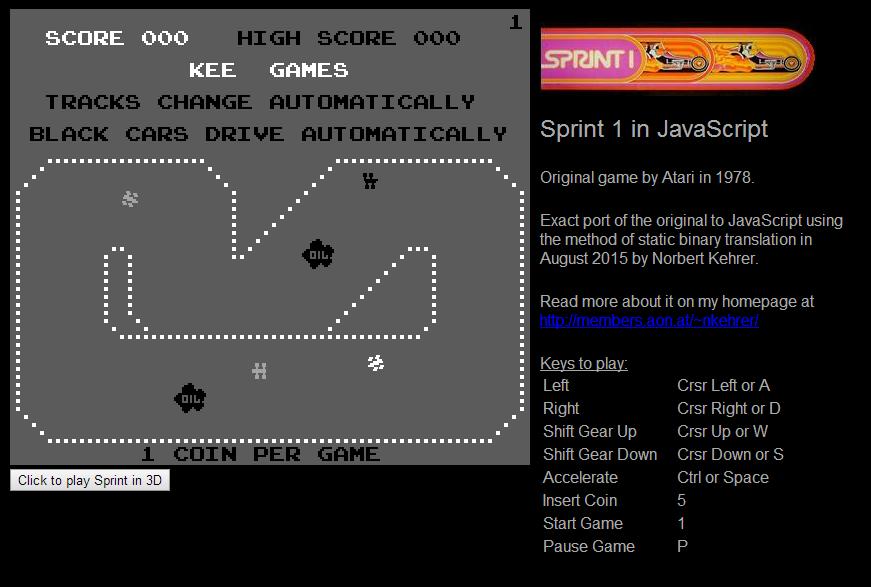 1
SCORE 000 HIGH SCORE 000
KEE GAMES
TRACKS CHANGE AUTOMATICALLY
BLACK CARS DRIVE AUTOMATICALLY
OIL
OIL
1 COIN PER GAME
Click to play Sprint in 3D
SPRINT 1
Sprint 1 in JavaScript
Original game by Atari in 1978.
Exact port of the original to JavaScript using
the method of static binary translation in
August 2015 by Norbert Kehrer.
Read more about it on my homepage at
http://members.aon.at/~nkehrer/
Keys to play:
Left Crsr Left or A
Right Crsr Right or D
Shift Gear Up Crsr Up or W
Shift Gear Down Crsr Down or S
Accelerate Ctrl or Space
Insert Coin 5
Start Game 1
Pause Game P